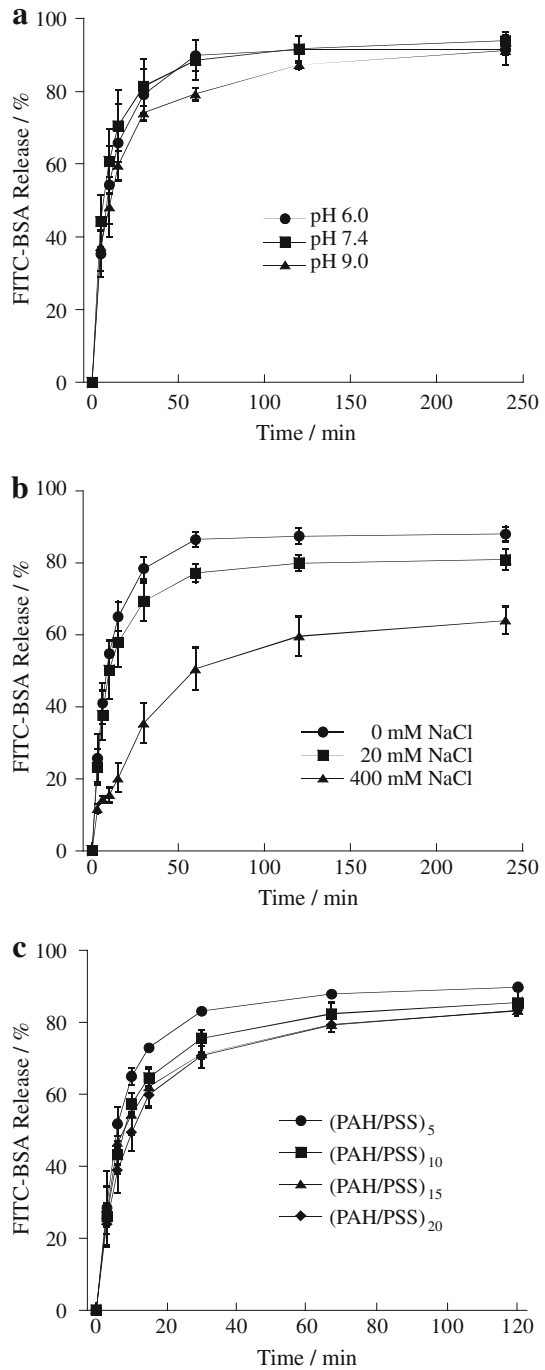 a
100
80
60
40
20
0
FITC-BSA Release / %
pH 6.0
pH 7.4
pH 9.0
0 50 100 150 200 250
Time / min
b
100
80
60
40
20
0
FITC-BSA Release / %
0 mM NaCl
20 mM NaCl
400 mM NaCl
0 50 100 150 200 250
Time / min
c
100
80
60
40
20
0
FITC-BSA Release / %
(PAH/PSS)5
(PAH/PSS)10
(PAH/PSS)15
(PAH/PSS)20
0 20 40 60 80 100 120
Time / min